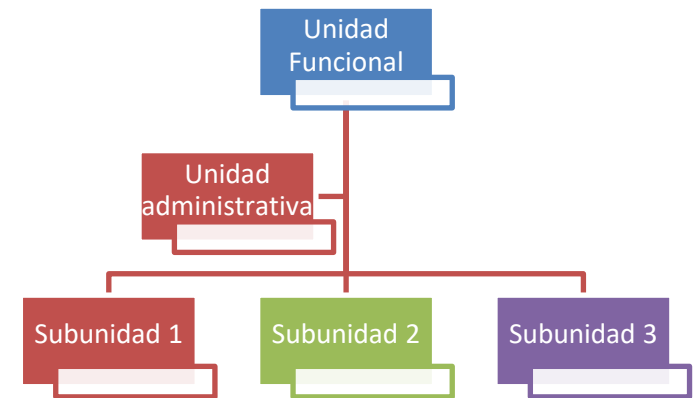 Unidad
Funcional
Unidad
administrativa
Subunidad 1
Subunidad 2
Subunidad 3